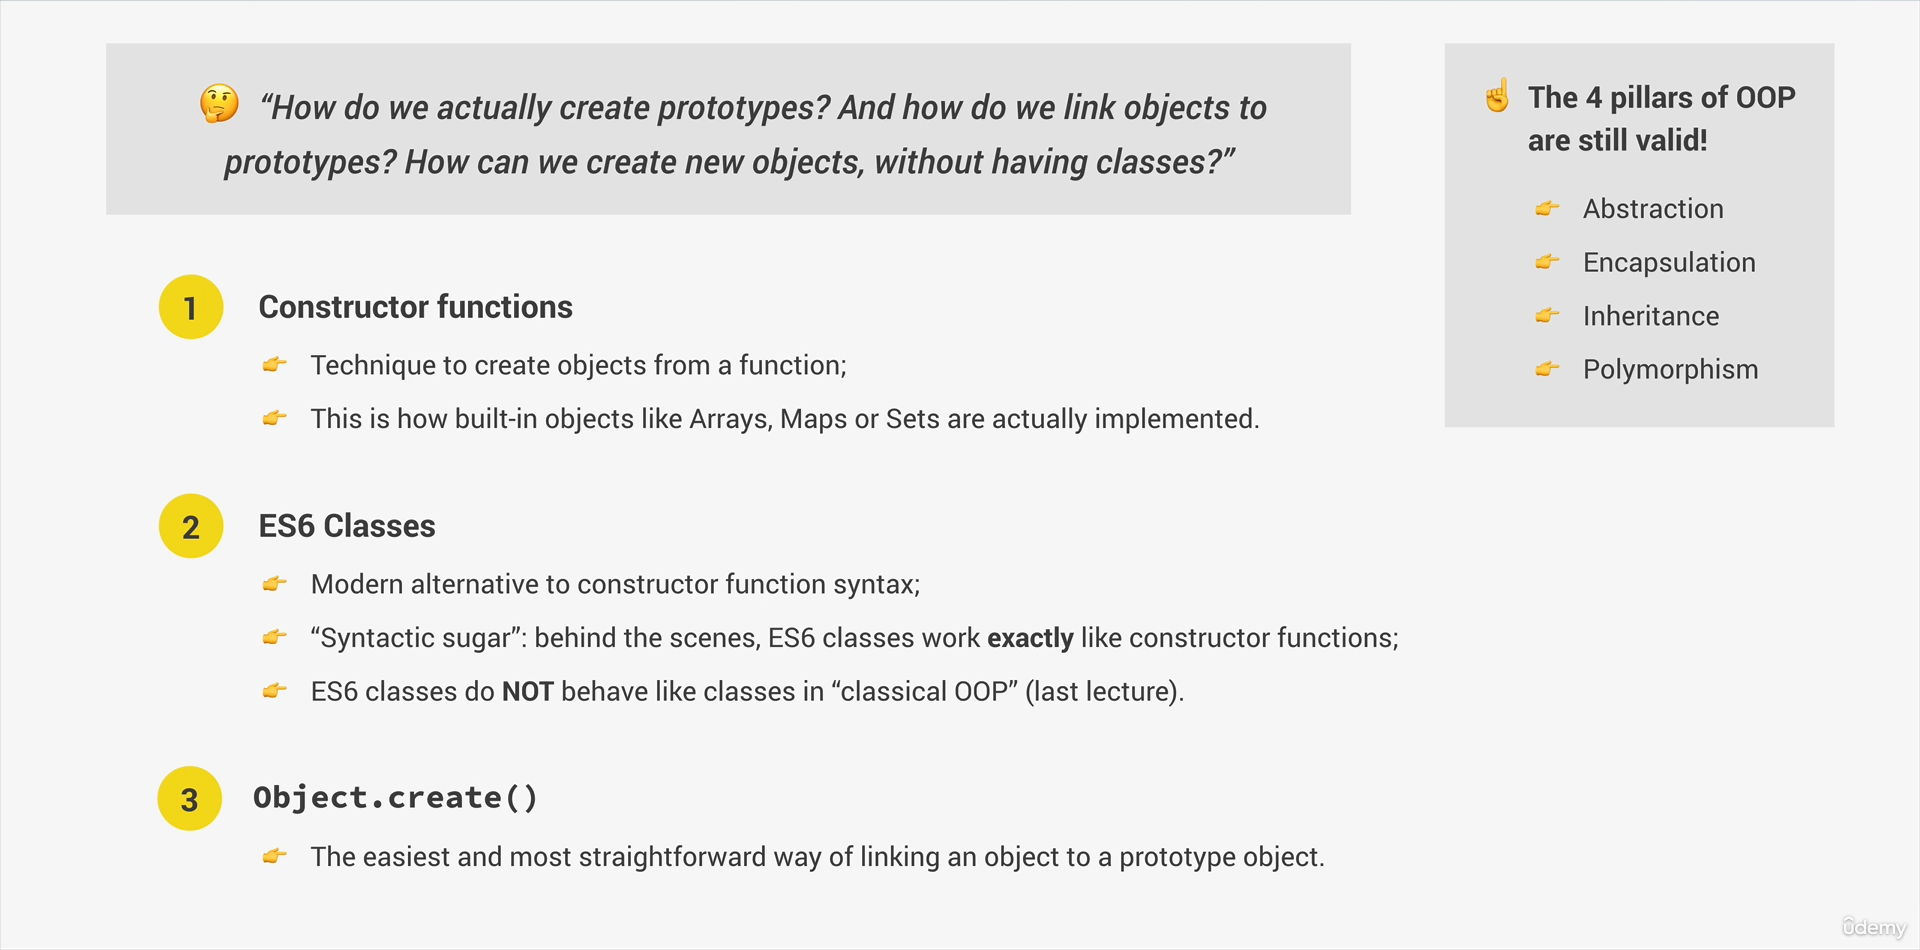 🤔 “How do we actually create prototypes? And how do we link objects to
prototypes? How can we create new objects, without having classes?”
1 Constructor functions
👉 Technique to create objects from a function;
👉 This is how built-in objects like Arrays, Maps or Sets are actually implemented.
2 ES6 Classes
👉 Modern alternative to constructor function syntax;
👉 “Syntactic sugar”: behind the scenes, ES6 classes work exactly like constructor functions;
👉 ES6 classes do NOT behave like classes in “classical OOP” (last lecture).
3 Object.create()
👉 The easiest and most straightforward way of linking an object to a prototype object.
☝️ The 4 pillars of OOP
are still valid!
👉 Abstraction
👉 Encapsulation
👉 Inheritance
👉 Polymorphism
ûdemy